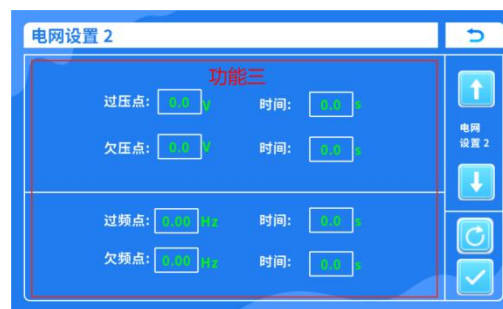 电网设置 2
功能三
过压点: 0.0 V 时间: 0.0 s
欠压点: 0.0 V 时间: 0.0 s
电网
设置 2
过频点: 0.00 Hz 时间: 0.0 s
欠频点: 0.00 Hz 时间: 0.0 s